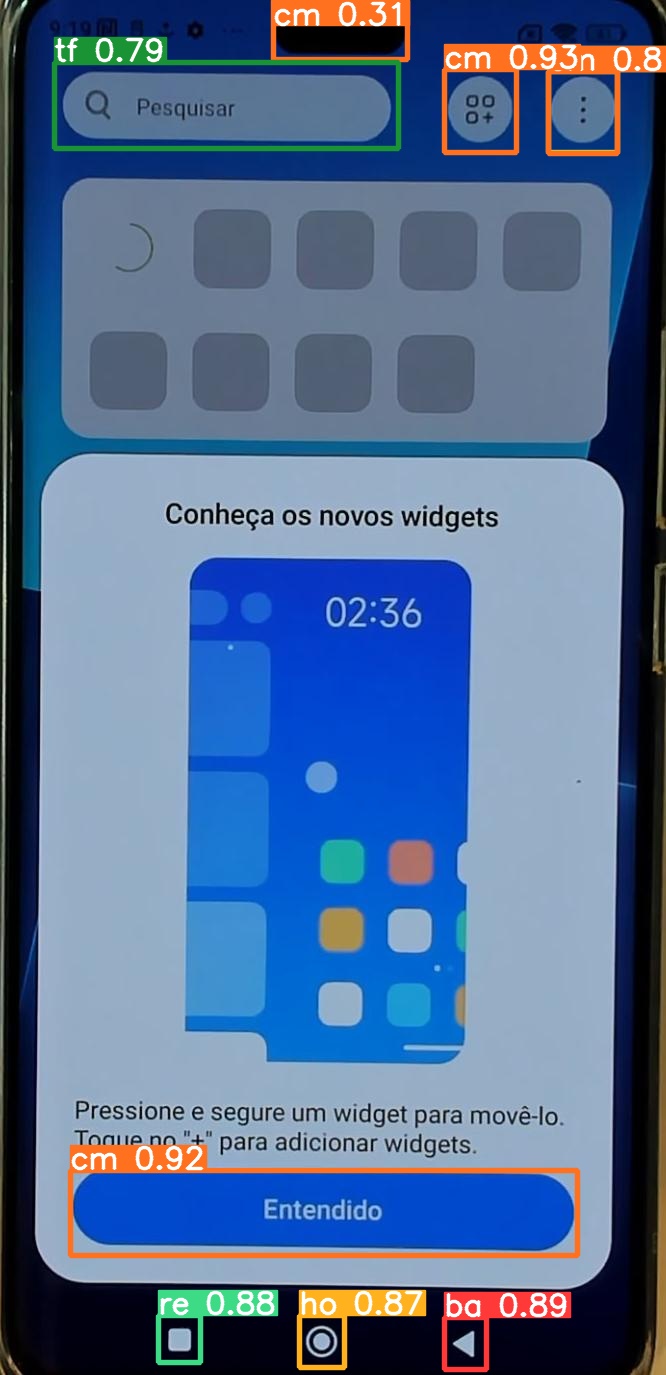 9:19
cm 0.31
tf 0.79
cm 0.93
n 0.8
Pesquisar
Conheça os novos widgets
02:36
Pressione e segure um widget para movê-lo.
Toque no "+" para adicionar widgets.
cm 0.92
Entendido
re 0.88
ho 0.87
ba 0.89